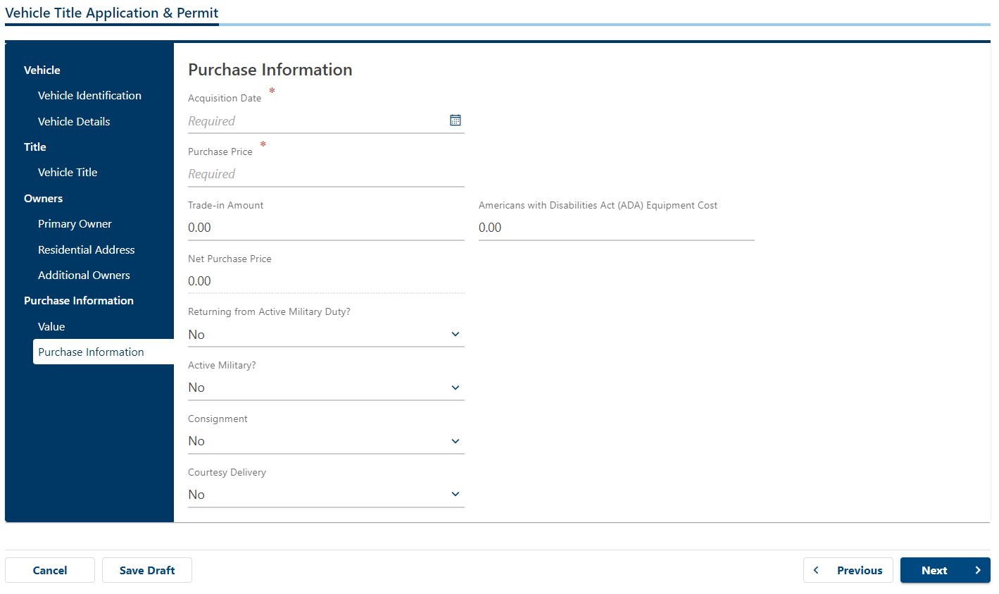 Vehicle Title Application & Permit
Vehicle
Vehicle Identification
Vehicle Details
Title
Vehicle Title
Owners
Primary Owner
Residential Address
Additional Owners
Purchase Information
Value
Purchase Information
Purchase Information
Acquisition Date *
Required
Purchase Price *
Required
Trade-in Amount
0.00
Americans with Disabilities Act (ADA) Equipment Cost
0.00
Net Purchase Price
0.00
Returning from Active Military Duty?
No
Active Military?
No
Consignment
No
Courtesy Delivery
No
Cancel
Save Draft
Previous
Next